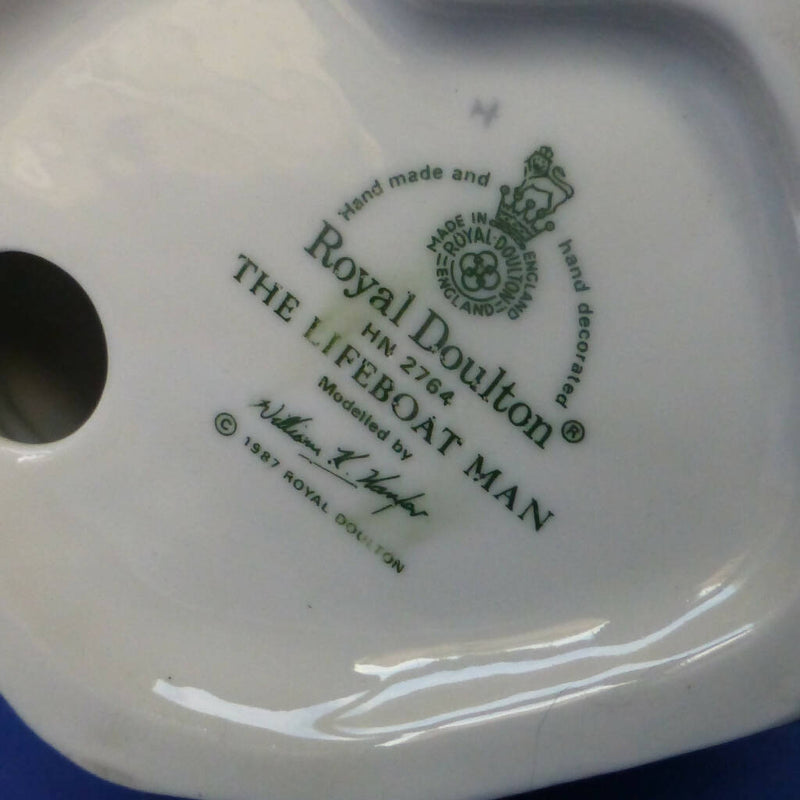 Hand made and hand decorated
MADE IN ENGLAND
ROYAL-DOULTON
ENGLAND
Royal Doulton®
HN 2764
THE LIFEBOAT MAN
Modelled by
William K. Harper
© 1987 ROYAL DOULTON